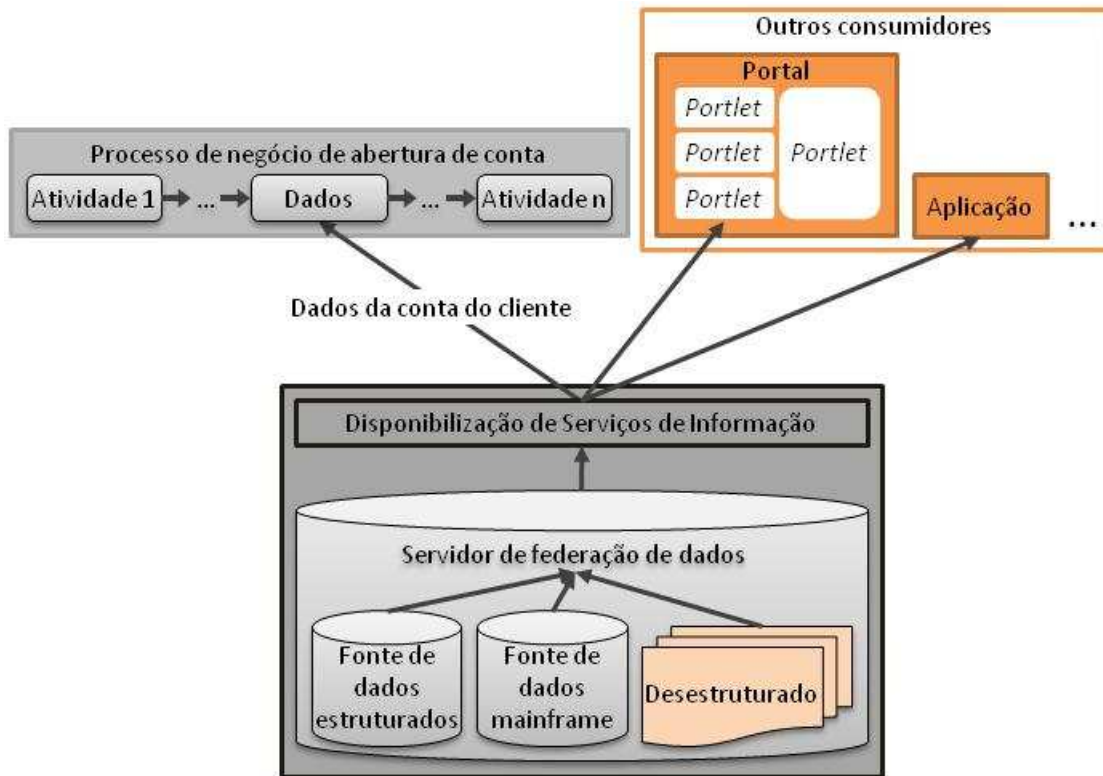 Outros consumidores
Portal
Portlet
Portlet
Portlet
Portlet
Aplicação
...
Processo de negócio de abertura de conta
Atividade 1
...
Dados
...
Atividade n
Dados da conta do cliente
Disponibilização de Serviços de Informação
Servidor de federação de dados
Fonte de
dados
estruturados
Fonte de
dados
mainframe
Desestruturado